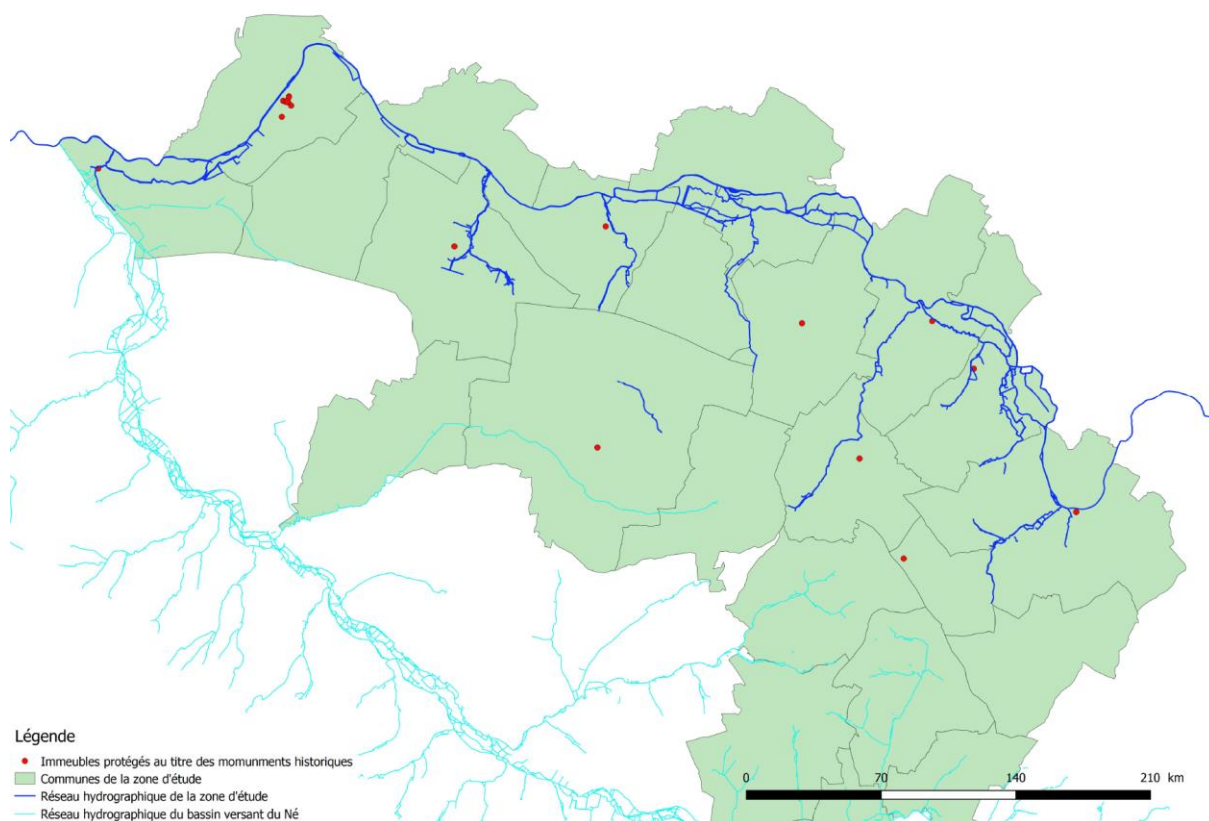 Légende
Immeubles protégés au titre des momunments historiques
Communes de la zone d'étude
Réseau hydrographique de la zone d'étude
Réseau hydrographique du bassin versant du Né
0 70 140 210 km